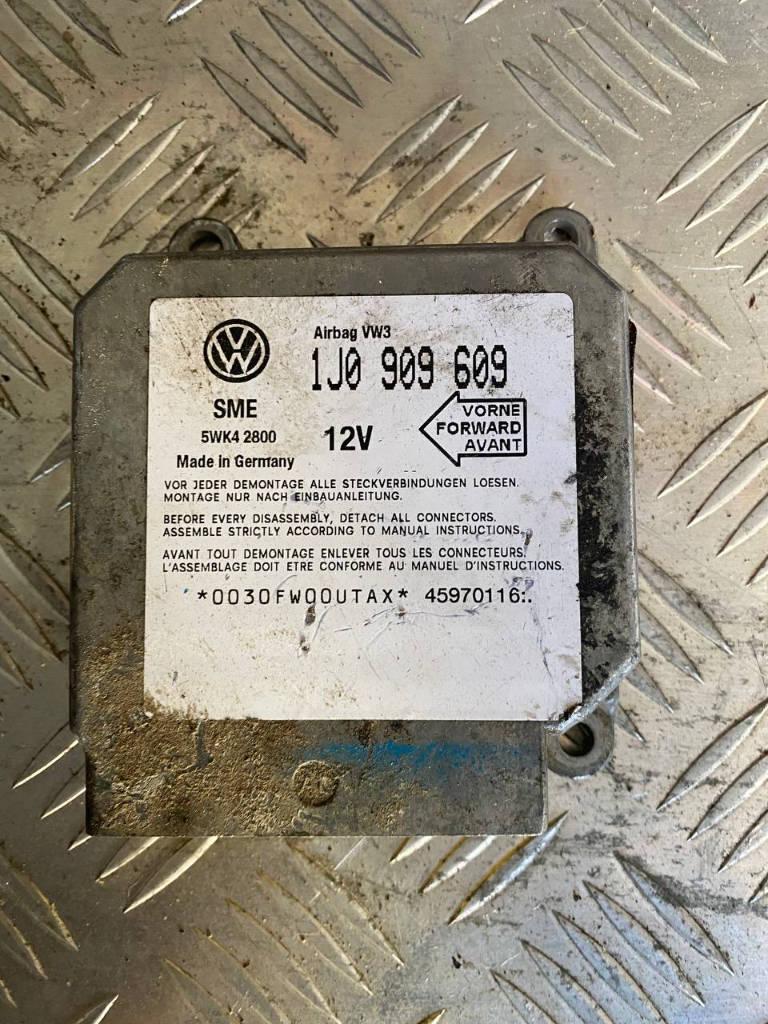 Airbag VW3
1J0 909 609
SME
5WK4 2800
12V
VORNE
FORWARD
AVANT
Made in Germany
VOR JEDER DEMONTAGE ALLE STECKVERBINDUNGEN LOESEN.
MONTAGE NUR NACH EINBAUANLEITUNG.
BEFORE EVERY DISASSEMBLY, DETACH ALL CONNECTORS.
ASSEMBLE STRICTLY ACCORDING TO MANUAL INSTRUCTIONS.
AVANT TOUT DEMONTAGE ENLEVER TOUS LES CONNECTEURS.
L'ASSEMBLAGE DOIT ETRE CONFORME AU MANUEL D'INSTRUCTIONS.
*0030FW00UTAX* 45970116:.